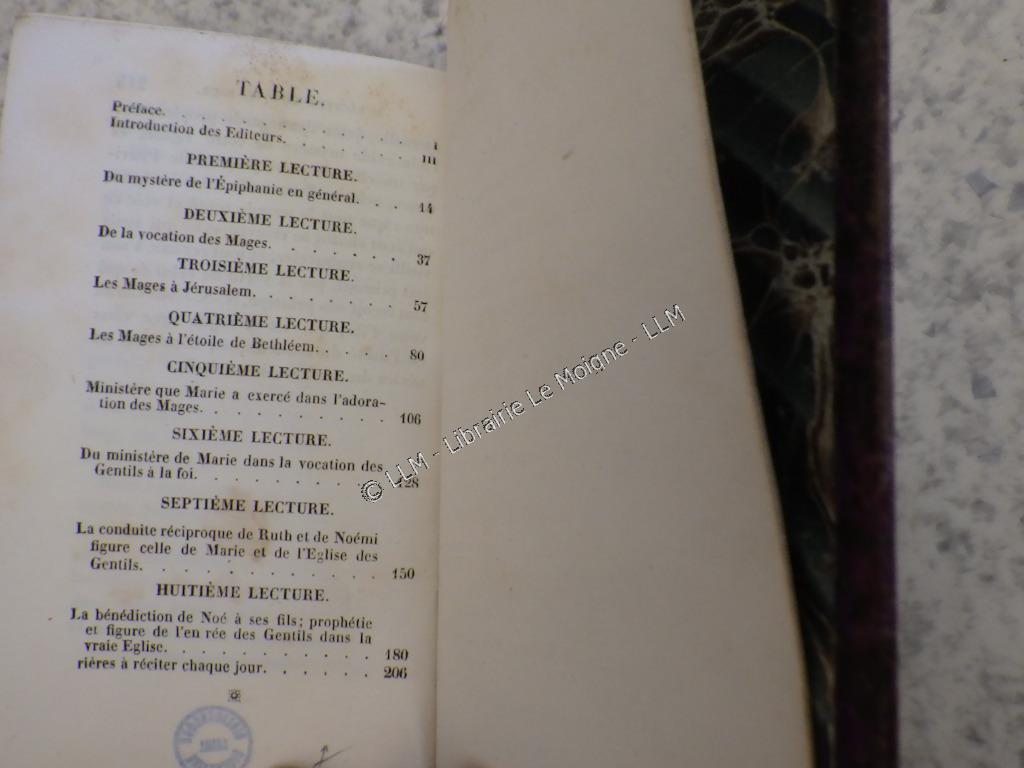 TABLE.
Préface. . . . . . . . . . . . . I
Introduction des Editeurs. . . . . . . III
PREMIÈRE LECTURE.
Du mystère de l'Épiphanie en général. . . 14
DEUXIÈME LECTURE.
De la vocation des Mages. . . . . . . 37
TROISIÈME LECTURE.
Les Mages à Jérusalem. . . . . . . . 57
QUATRIÈME LECTURE.
Les Mages à l'étoile de Bethléem. . . . . 80
CINQUIÈME LECTURE.
Ministère que Marie a exercé dans l'adora-
tion des Mages. . . . . . . . . . 106
SIXIÈME LECTURE.
Du ministère de Marie dans la vocation des
Gentils à la foi. . . . . . . . . . 128
SEPTIÈME LECTURE.
La conduite réciproque de Ruth et de Noémi
figure celle de Marie et de l'Eglise des
Gentils. . . . . . . . . . . . 150
HUITIÈME LECTURE.
La bénédiction de Noé à ses fils; prophétie
et figure de l'en rée des Gentils dans la
vraie Eglise. . . . . . . . . . . 180
rières à réciter chaque jour. . . . . . 206
© LLM - Librairie Le Moigne - LLM